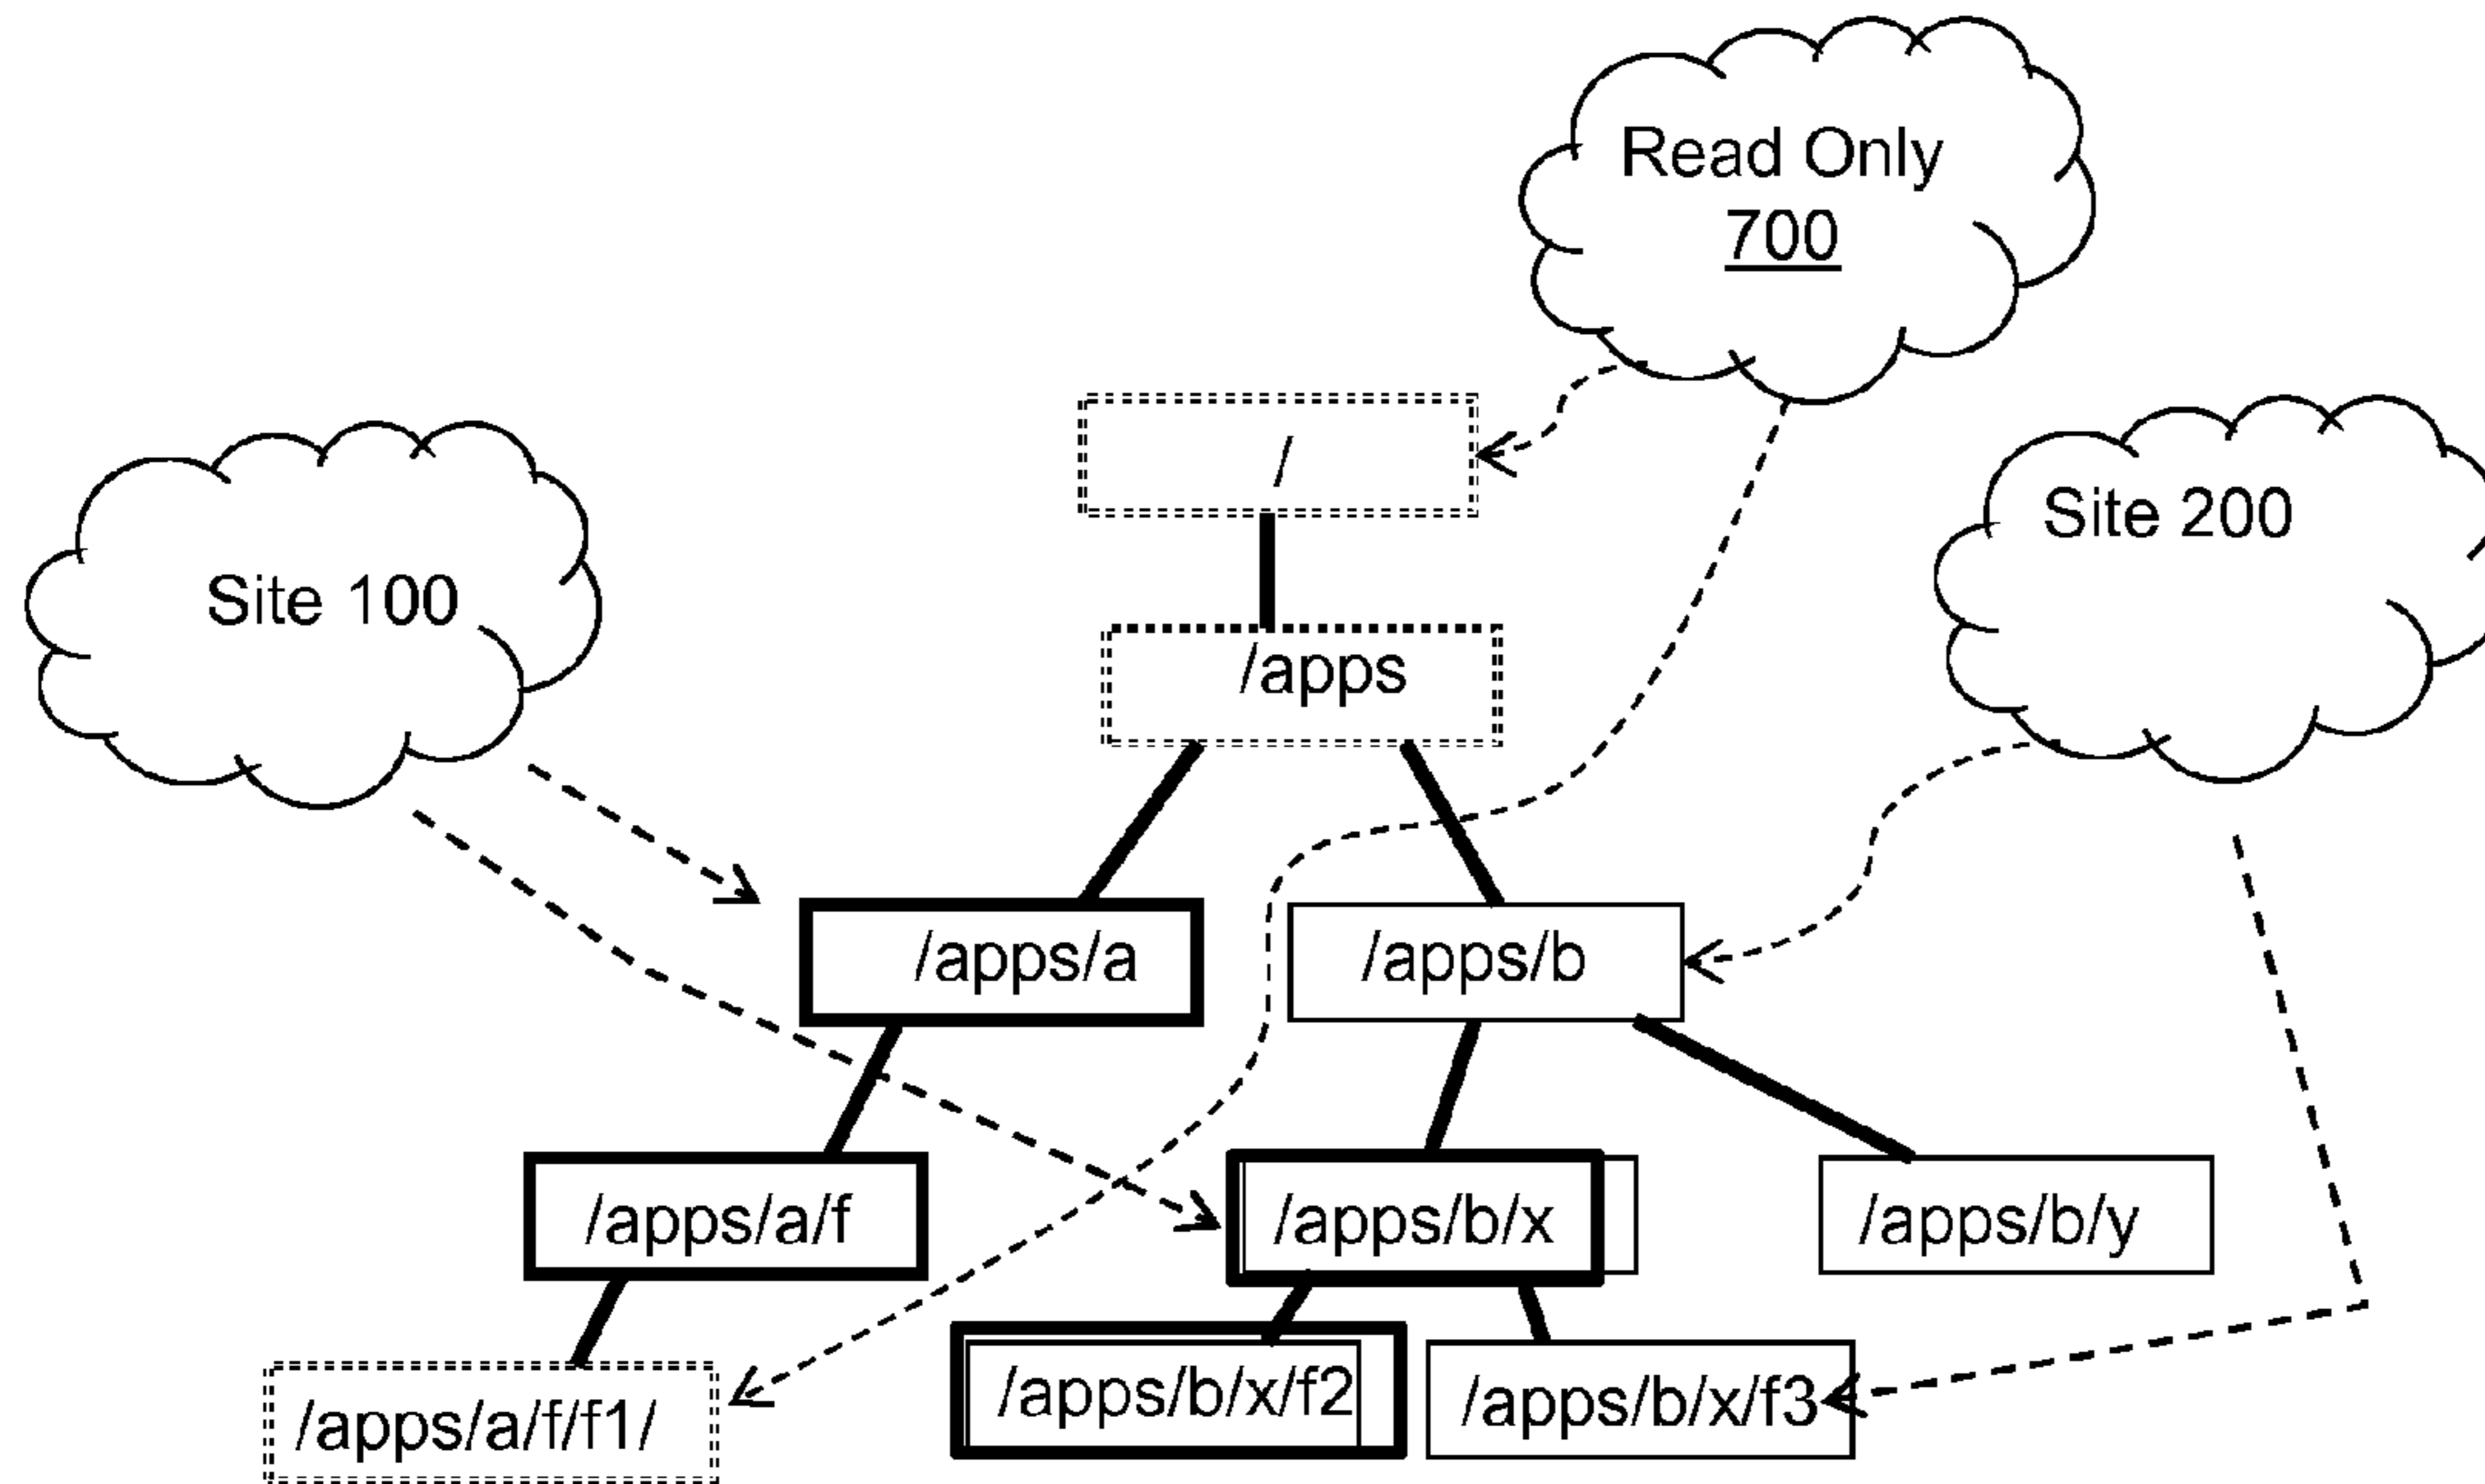 Read Only
700
/
Site 200
Site 100
/apps
/apps/a
/apps/b
/apps/a/f
/apps/b/x
/apps/b/y
/apps/a/f/f1/
/apps/b/x/f2
/apps/b/x/f3